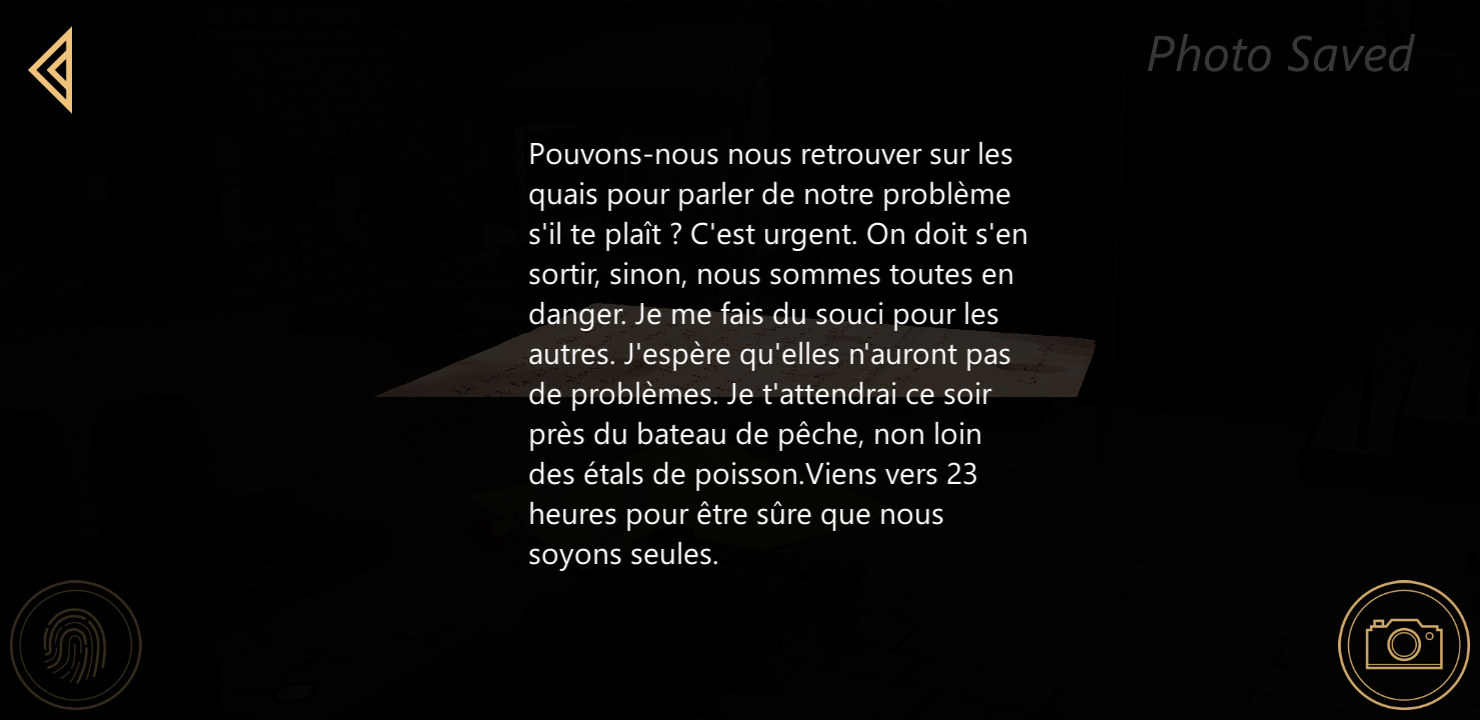 Photo Saved
Pouvons-nous nous retrouver sur les
quais pour parler de notre problème
s'il te plaît ? C'est urgent. On doit s'en
sortir, sinon, nous sommes toutes en
danger. Je me fais du souci pour les
autres. J'espère qu'elles n'auront pas
de problèmes. Je t'attendrai ce soir
près du bateau de pêche, non loin
des étals de poisson.Viens vers 23
heures pour être sûre que nous
soyons seules.